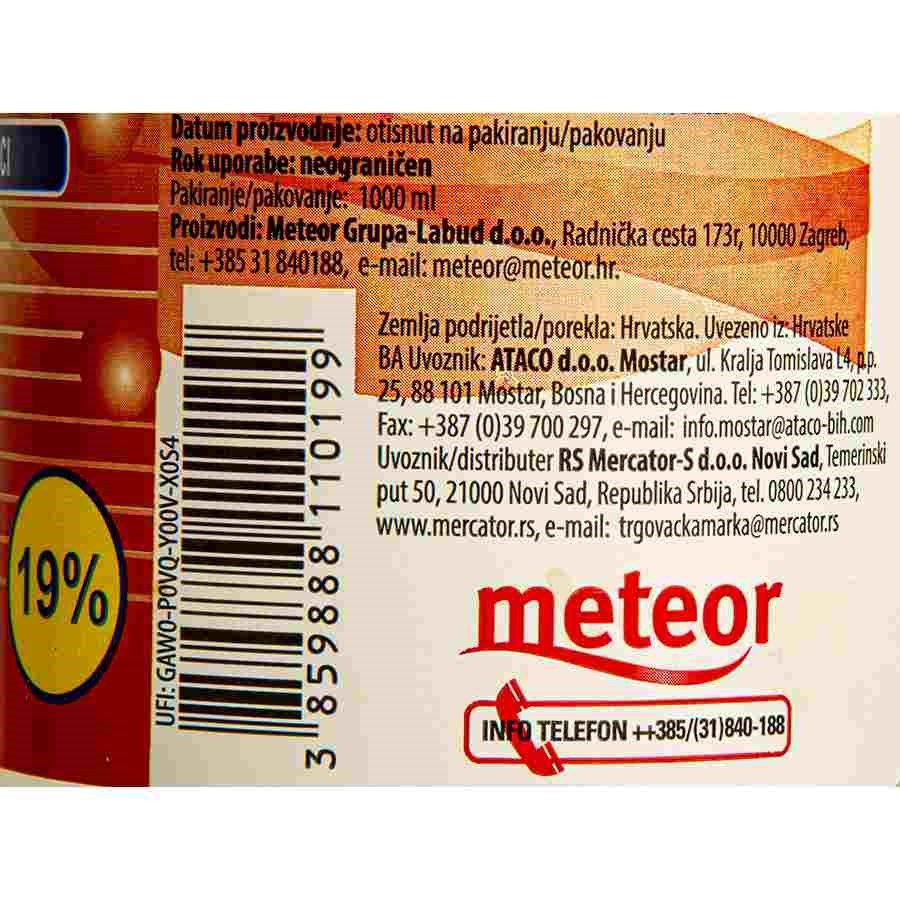 CI
Datum proizvodnje: otisnut na pakiranju/pakovanju
Rok uporabe: neograničen
Pakiranje/pakovanje: 1000 ml
Proizvodi: Meteor Grupa-Labud d.o.o., Radnička cesta 173r, 10000 Zagreb,
tel: +385 31 840188, e-mail: meteor@meteor.hr.
Zemlja podrijetla/porekla: Hrvatska. Uvezeno iz: Hrvatske
BA Uvoznik: ATACO d.o.o. Mostar, ul. Kralja Tomislava L4, p.p.
25, 88 101 Mostar, Bosna i Hercegovina. Tel: +387 (0)39 702 333,
Fax: +387 (0)39 700 297, e-mail: info.mostar@ataco-bih.com
Uvoznik/distributer RS Mercator-S d.o.o. Novi Sad, Temerinski
put 50, 21000 Novi Sad, Republika Srbija, tel. 0800 234 233,
www.mercator.rs, e-mail: trgovackamarka@mercator.rs
19%
UFI: GAW0-P0VQ-Y00V-X0S4
3 859888 110199
meteor
INFO TELEFON ++385/(31)840-188